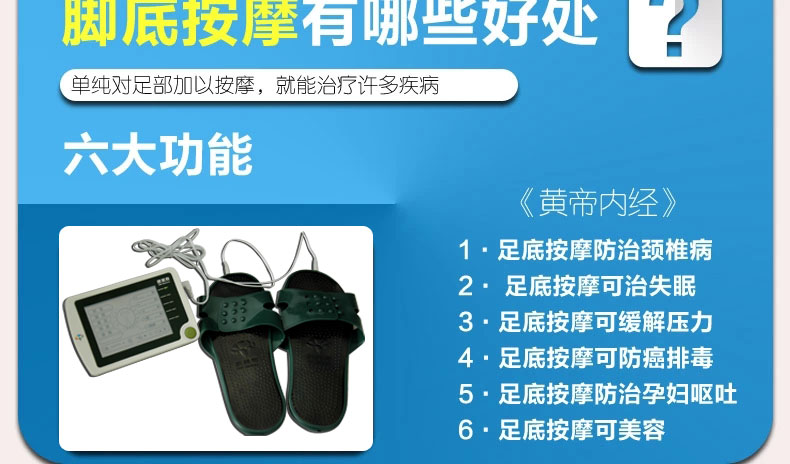 脚底按摩有哪些好处
?
单纯对足部加以按摩，就能治疗许多疾病
六大功能
《黄帝内经》
1·足底按摩防治颈椎病
2· 足底按摩可治失眠
3·足底按摩可缓解压力
4·足底按摩可防癌排毒
5·足底按摩防治孕妇呕吐
6·足底按摩可美容